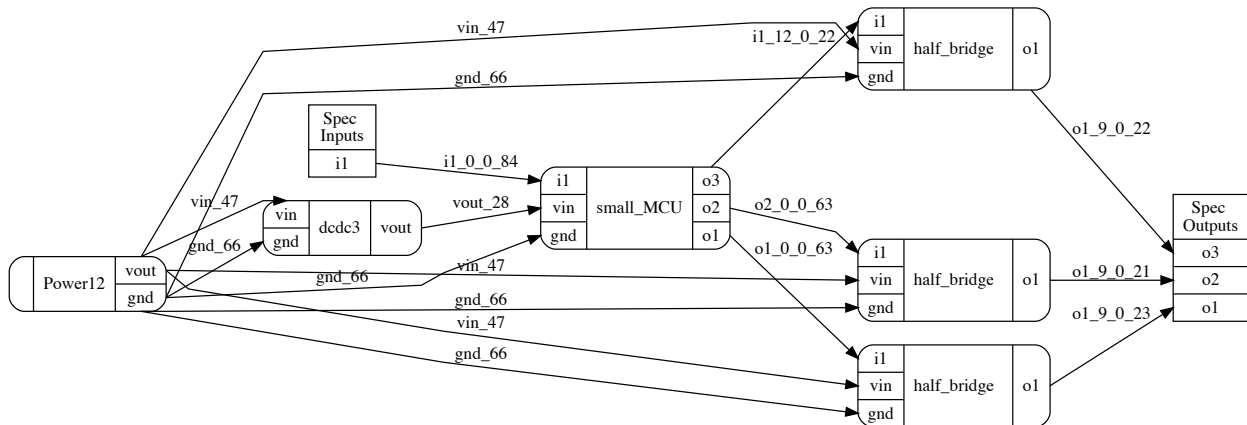 vin_47
i1_12_0_22
i1
vin
gnd
half_bridge
o1
gnd_66
Spec
Inputs
i1
i1_0_0_84
o1_9_0_22
vin_47
vin
gnd
dcdc3
vout
vout_28
i1
vin
gnd
small_MCU
o3
o2
o1
o2_0_0_63
Spec
Outputs
o3
o2
o1
gnd_66
Power12
vout
gnd
gnd_66
vin_47
o1_0_0_63
i1
vin
gnd
half_bridge
o1
o1_9_0_21
gnd_66
vin_47
o1_9_0_23
gnd_66
i1
vin
gnd
half_bridge
o1